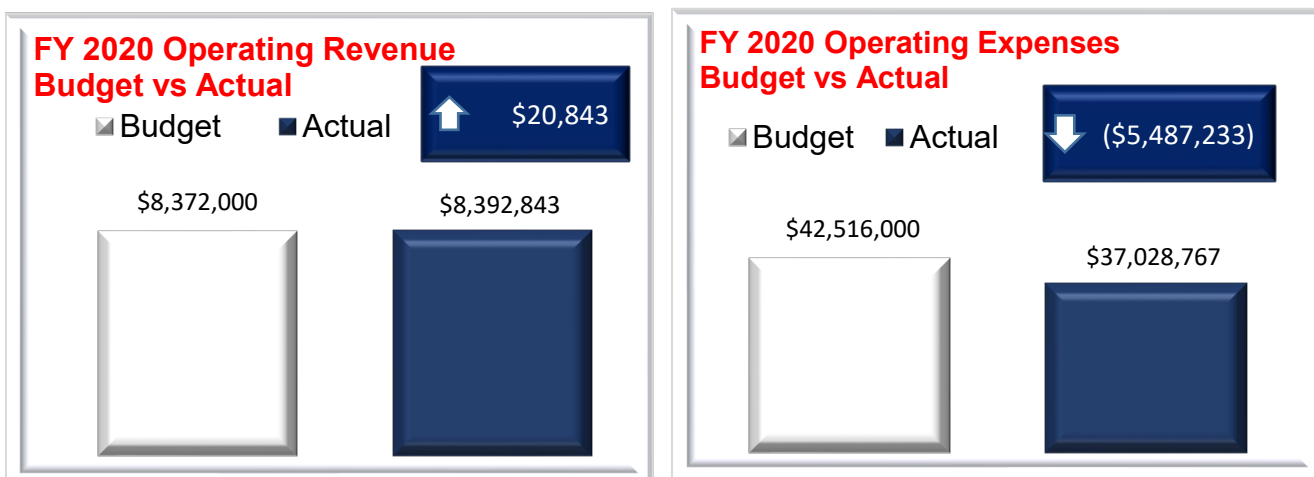 FY 2020 Operating Revenue
Budget vs Actual
Budget Actual
$20,843
$8,372,000 $8,392,843
FY 2020 Operating Expenses
Budget vs Actual
Budget Actual
($5,487,233)
$42,516,000
$37,028,767